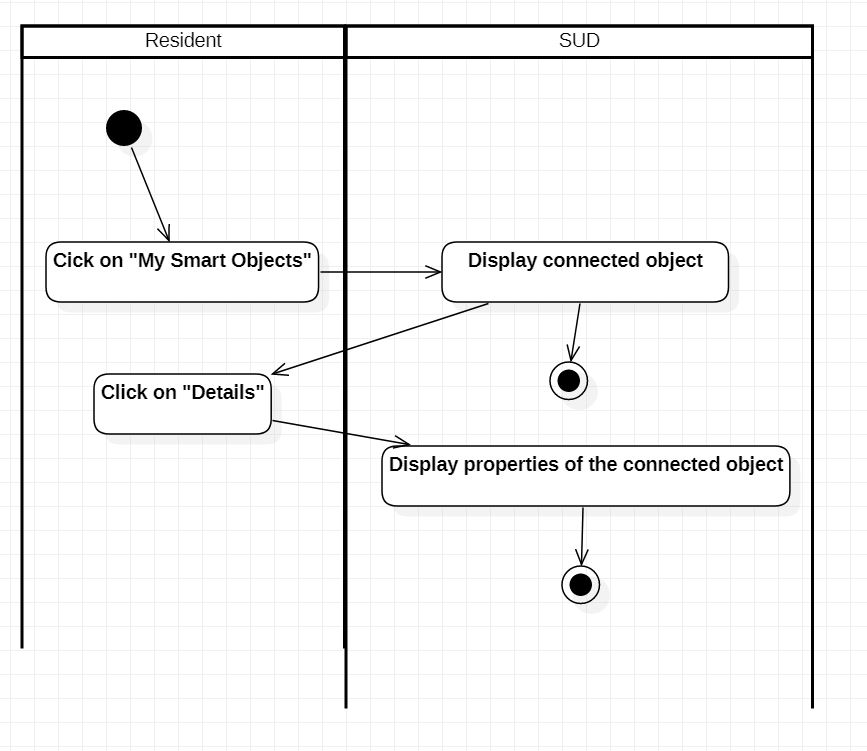 Resident
SUD
Cick on "My Smart Objects"
Display connected object
Click on "Details"
Display properties of the connected object